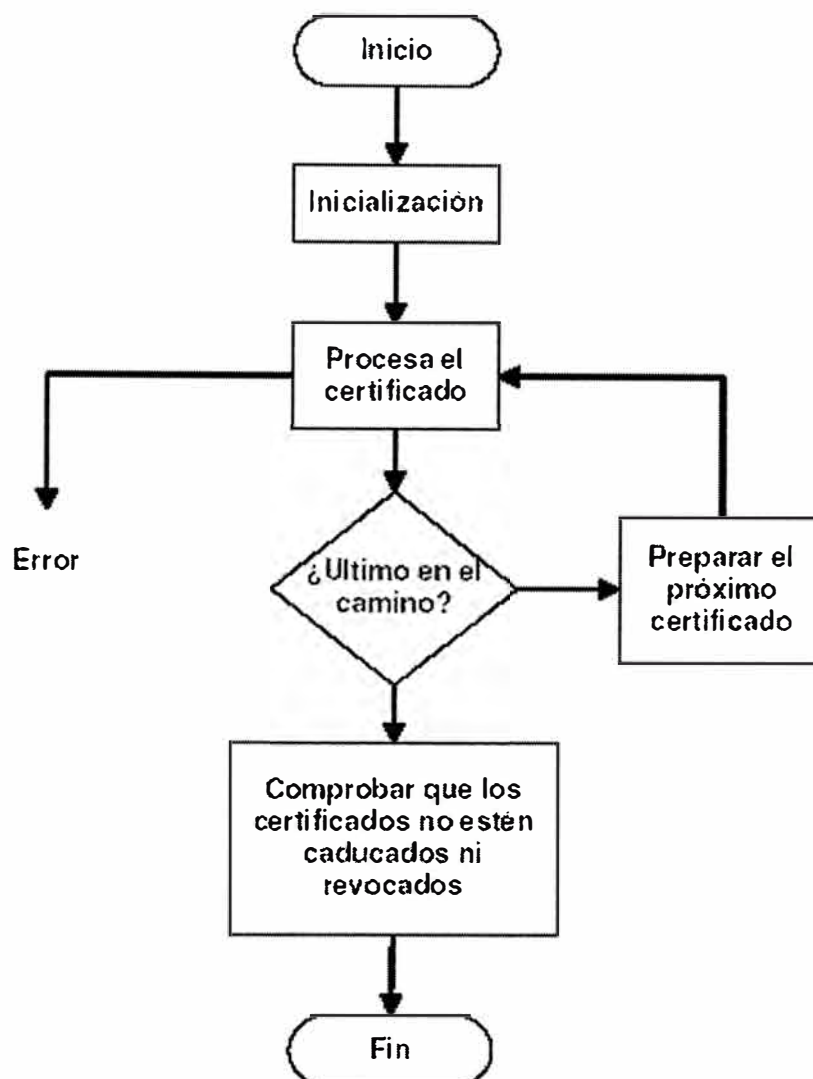 Inicio
Inicialización
Procesa el
certificado
Error
¿Ultimo en el
camino?
Preparar el
próximo
certificado
Comprobar que los
certificados no estén
caducados ni
revocados
Fin